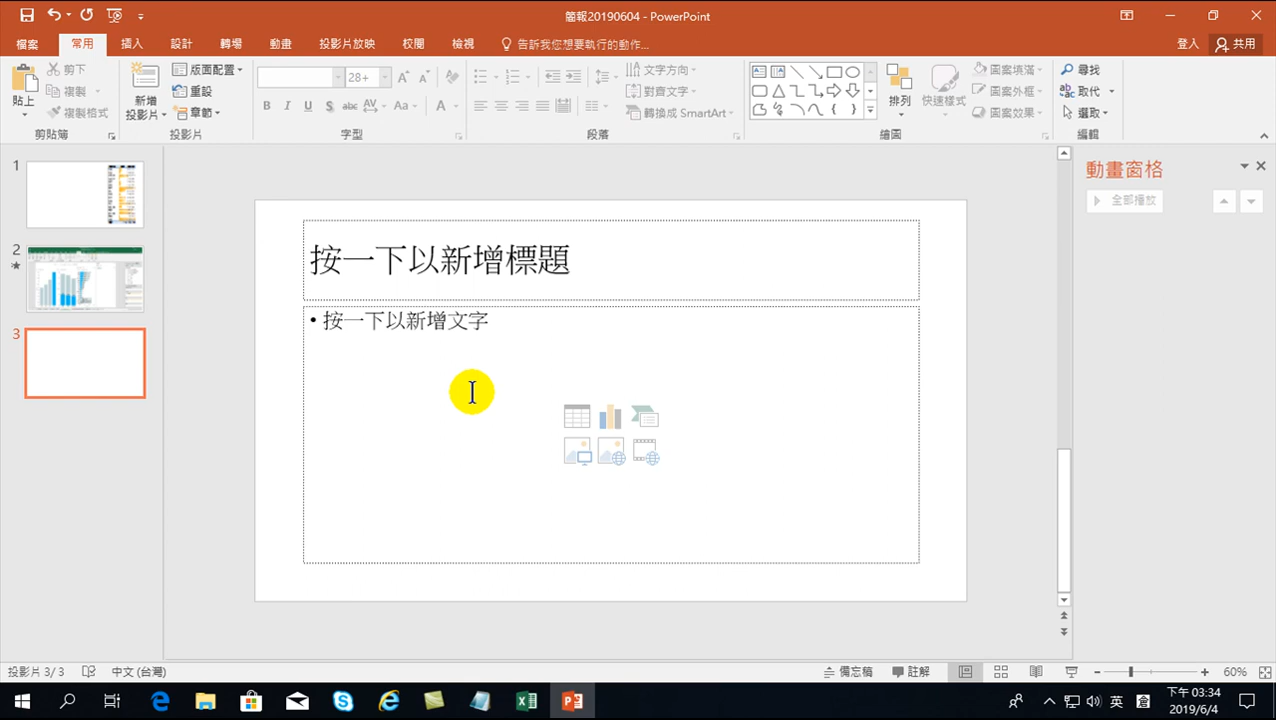 簡報20190604 - PowerPoint
檔案 常用 插入 設計 轉場 動畫 投影片放映 校閱 檢視 告訴我您想要執行的動作... 登入 共用
剪下 版面配置 28+ 文字方向 圖案填滿 尋找
貼上 複製 新增投影片 重設 對齊文字 排列 快速樣式 圖案外框 取代
複製格式 章節 B I U S abc AV Aa A 轉換成 SmartArt 圖案效果 選取
剪貼簿 投影片 字型 段落 繪圖 編輯
1
2
3
按一下以新增標題
• 按一下以新增文字
動畫窗格
全部播放
投影片 3/3 中文 (台灣) 備忘稿 註解 60%
英 下午 03:34
2019/6/4